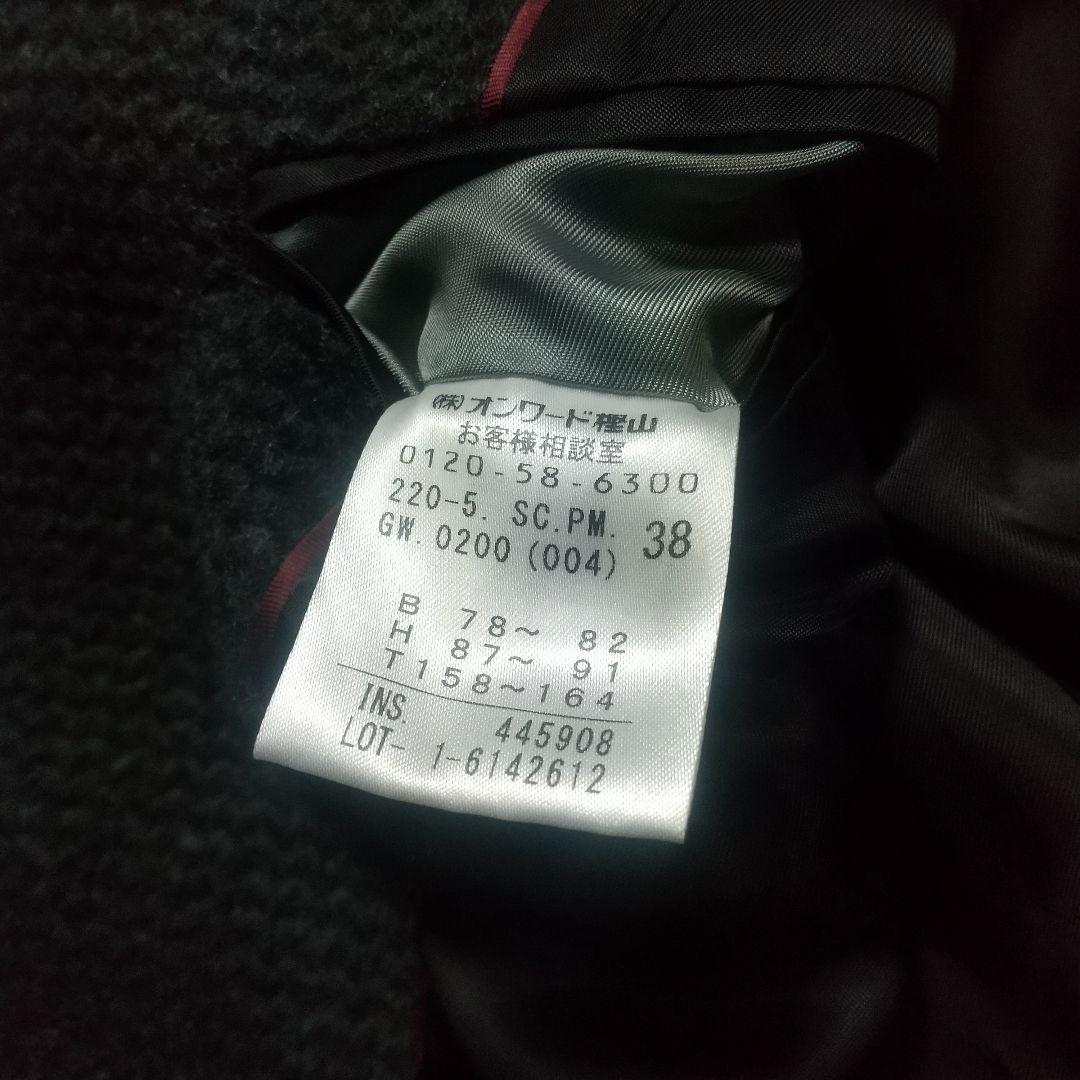 ㈱オンワード樫山
お客様相談室
0120-58-6300
220-5. SC.PM. 38
GW. 0200 (004)
B 78〜 82
H 87〜 91
T 158〜164
INS. 445908
LOT- 1-6142612